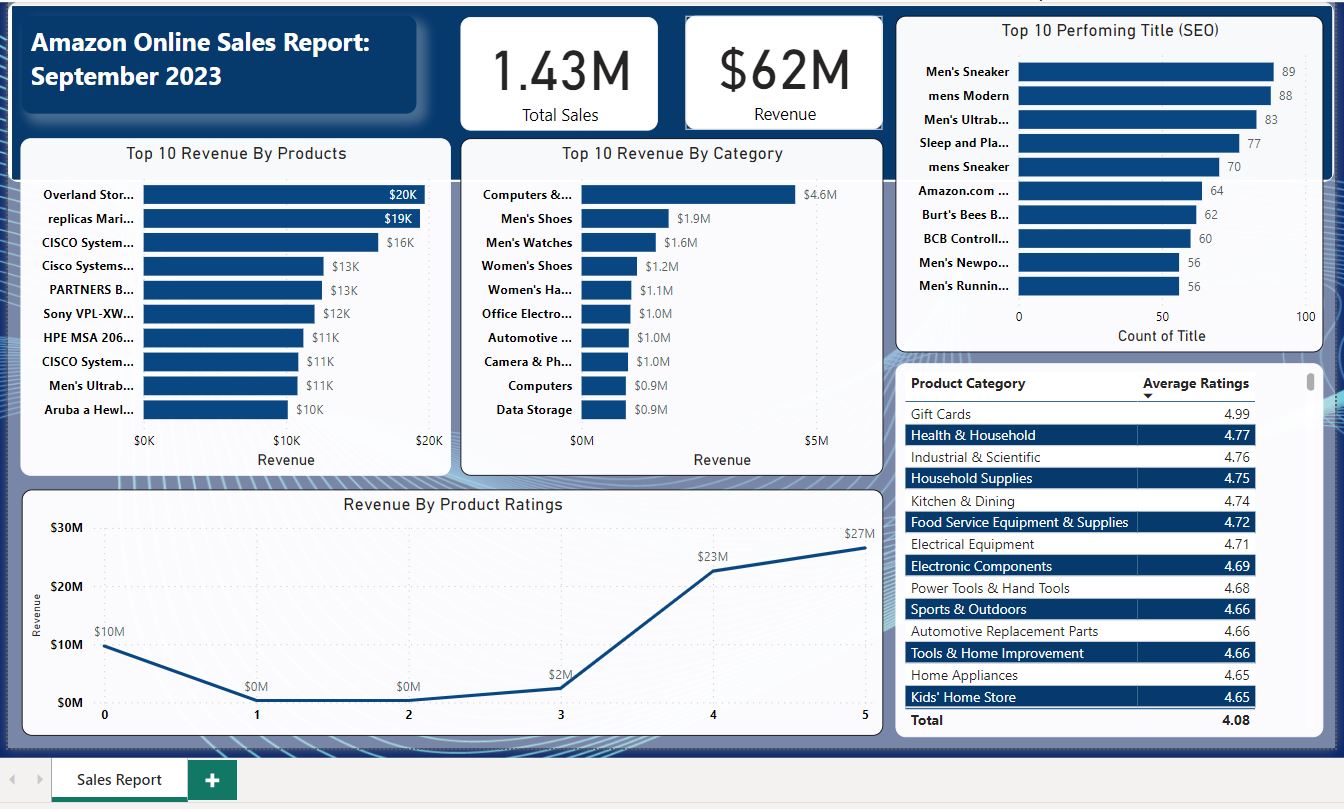 Amazon Online Sales Report:
September 2023
1.43M
Total Sales
$62M
Revenue
Top 10 Perfoming Title (SEO)
Men's Sneaker 89
mens Modern 88
Men's Ultrab... 83
Sleep and Pla... 77
mens Sneaker 70
Amazon.com ... 64
Burt's Bees B... 62
BCB Controll... 60
Men's Newpo... 56
Men's Runnin... 56
0 50 100
Count of Title
Top 10 Revenue By Products
Overland Stor... $20K
replicas Mari... $19K
CISCO System... $16K
Cisco Systems... $13K
PARTNERS B... $13K
Sony VPL-XW... $12K
HPE MSA 206... $11K
CISCO System... $11K
Men's Ultrab... $11K
Aruba a Hewl... $10K
$0K $10K $20K
Revenue
Top 10 Revenue By Category
Computers &... $4.6M
Men's Shoes $1.9M
Men's Watches $1.6M
Women's Shoes $1.2M
Women's Ha... $1.1M
Office Electro... $1.0M
Automotive ... $1.0M
Camera & Ph... $1.0M
Computers $0.9M
Data Storage $0.9M
$0M $5M
Revenue
Product Category Average Ratings
Gift Cards 4.99
Health & Household 4.77
Industrial & Scientific 4.76
Household Supplies 4.75
Kitchen & Dining 4.74
Food Service Equipment & Supplies 4.72
Electrical Equipment 4.71
Electronic Components 4.69
Power Tools & Hand Tools 4.68
Sports & Outdoors 4.66
Automotive Replacement Parts 4.66
Tools & Home Improvement 4.66
Home Appliances 4.65
Kids' Home Store 4.65
Total 4.08
Revenue By Product Ratings
Revenue
$30M
$20M
$10M
$0M
$10M $0M $0M $2M $23M $27M
0 1 2 3 4 5
Sales Report
+